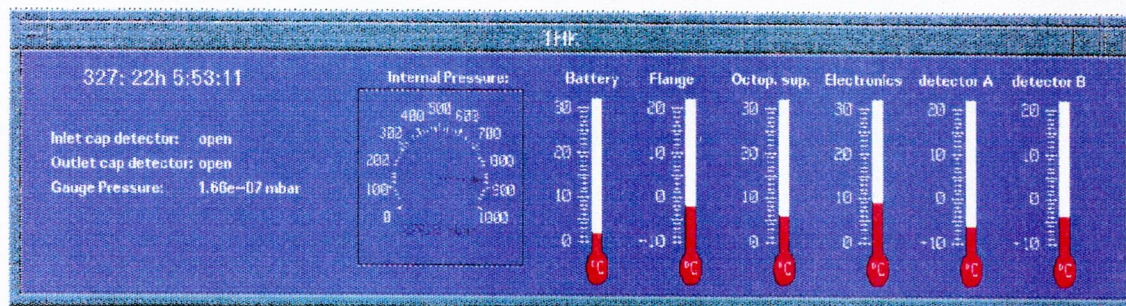 327: 22h 5:53:11
Inlet cap detector: open
Outlet cap detector: open
Gauge Pressure: 1.66e-07 mbar
Internal Pressure:
0 100 200 300 400 500 600 700 800 900 1000
Battery
30
20
10
0
°C
Flange
20
10
0
-10
°C
Octop. sup.
30
20
10
0
°C
Electronics
30
20
10
0
°C
detector A
20
10
0
-10
°C
detector B
20
10
0
-10
°C